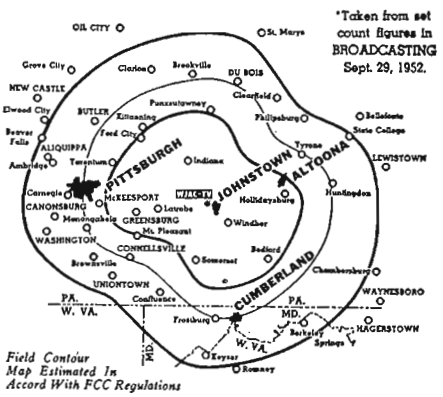 OIL CITY
St. Marys
*Taken from set
count figures in
BROADCASTING
Sept. 29, 1952.
Grove City
Clarion
Brookville
DU BOIS
NEW CASTLE
Clearfield
Elwood City
BUTLER
Kittanning
Punxsutawney
Philipsburg
Bellefonte
Beaver
Falls
Ford City
State College
ALIQUIPPA
Ambridge
Tarentum
Indiana
Tyrone
LEWISTOWN
PITTSBURGH
JOHNSTOWN
ALTOONA
Carnegie
McKEESPORT
WJAC-TV
Hollidaysburg
Huntingdon
CANONSBURG
Latrobe
GREENSBURG
Monongahela
Mt. Pleasant
Windber
WASHINGTON
CONNELLSVILLE
Bedford
Brownsville
Somerset
Chambersburg
UNIONTOWN
Confluence
CUMBERLAND
WAYNESBORO
PA.
W. VA.
PA.
MD.
Frostburg
MD.
W. VA.
Berkeley
Springs
HAGERSTOWN
Keyser
Romney
Field Contour
Map Estimated In
Accord With FCC Regulations